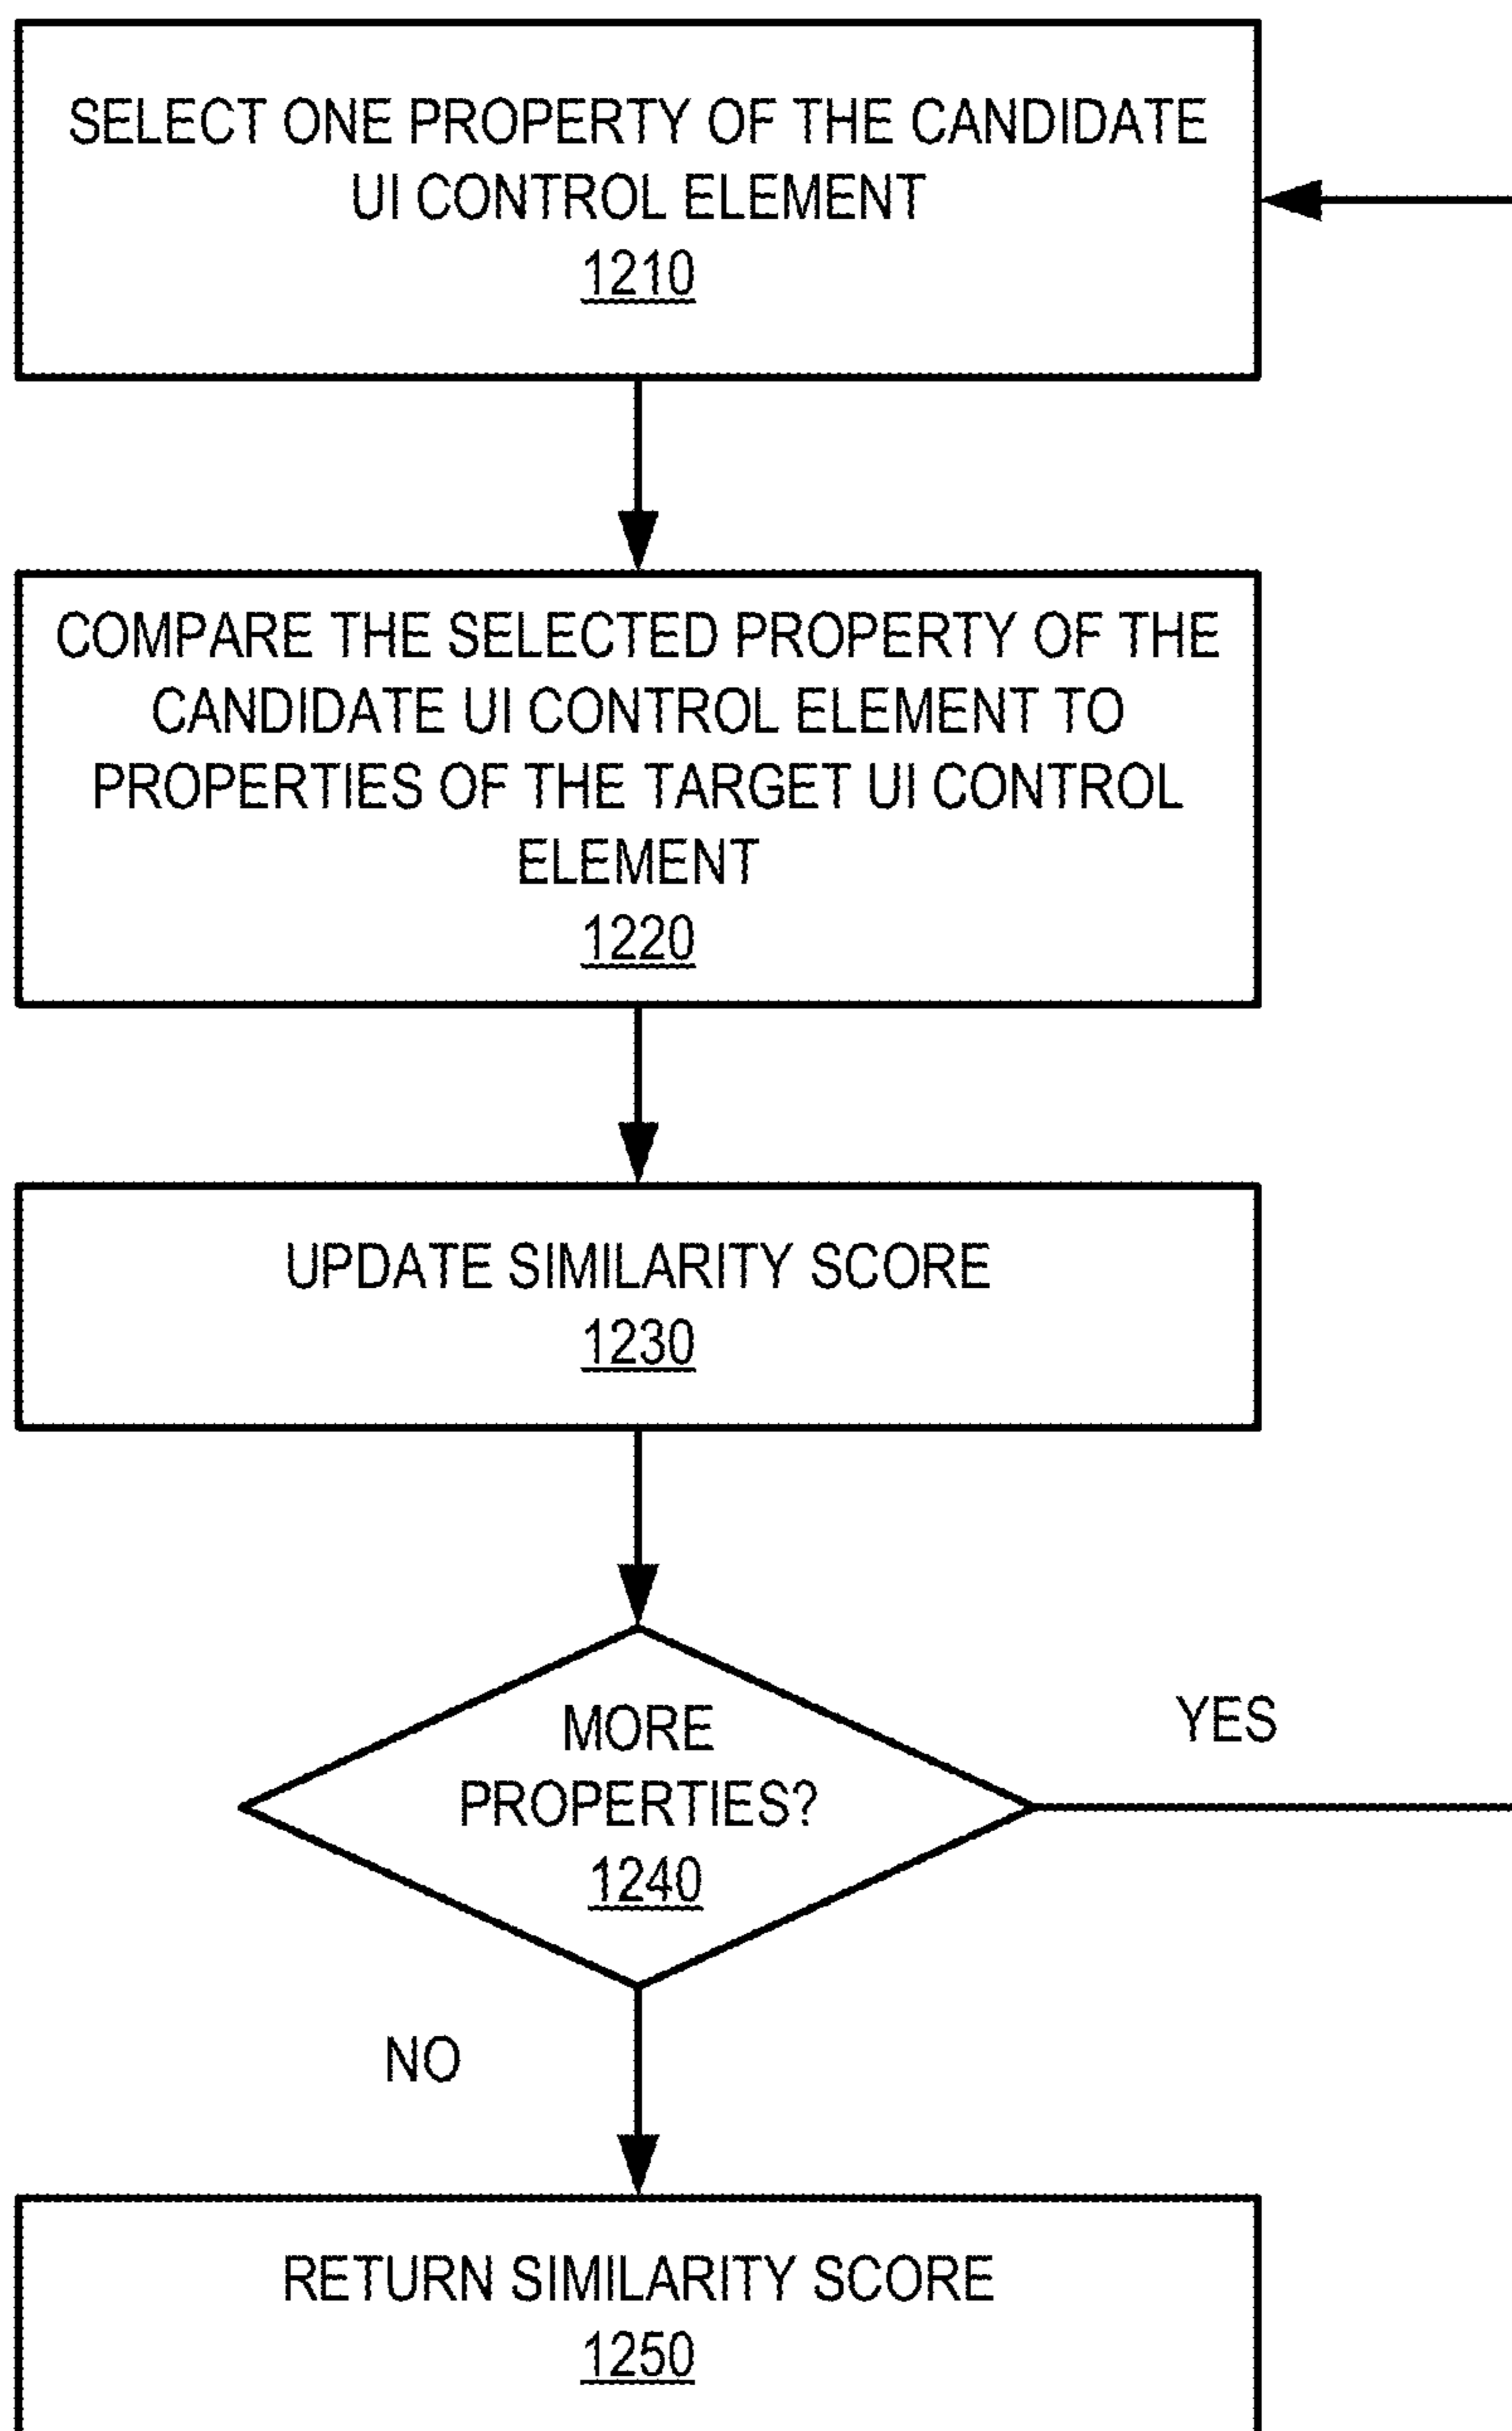 SELECT ONE PROPERTY OF THE CANDIDATE
UI CONTROL ELEMENT
1210
COMPARE THE SELECTED PROPERTY OF THE
CANDIDATE UI CONTROL ELEMENT TO
PROPERTIES OF THE TARGET UI CONTROL
ELEMENT
1220
UPDATE SIMILARITY SCORE
1230
MORE
PROPERTIES?
1240
YES
NO
RETURN SIMILARITY SCORE
1250